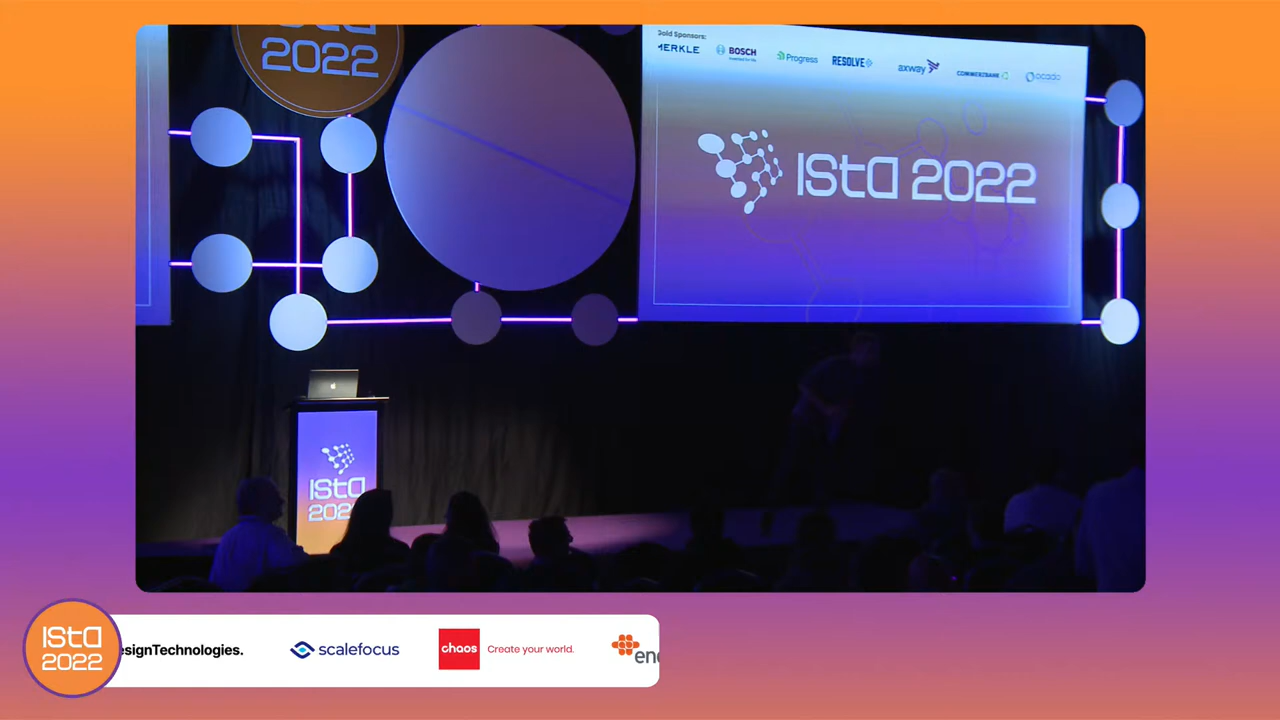 2022
Gold Sponsors:
MERKLE
BOSCH
Progress
RESOLVE
axway
COMMERZBANK
ocado
ISTA 2022
ISTA
202
ISTA
2022
esignTechnologies.
scalefocus
chaos
Create your world.
en